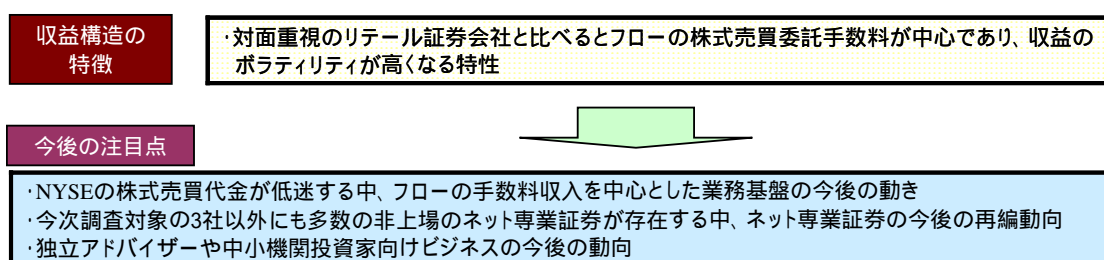 収益構造の
特徴
・対面重視のリテール証券会社と比べるとフローの株式売買委託手数料が中心であり、収益の
ボラティリティが高くなる特性
今後の注目点
・NYSEの株式売買代金が低迷する中、フローの手数料収入を中心とした業務基盤の今後の動き
・今次調査対象の3社以外にも多数の非上場のネット専業証券が存在する中、ネット専業証券の今後の再編動向
・独立アドバイザーや中小機関投資家向けビジネスの今後の動向